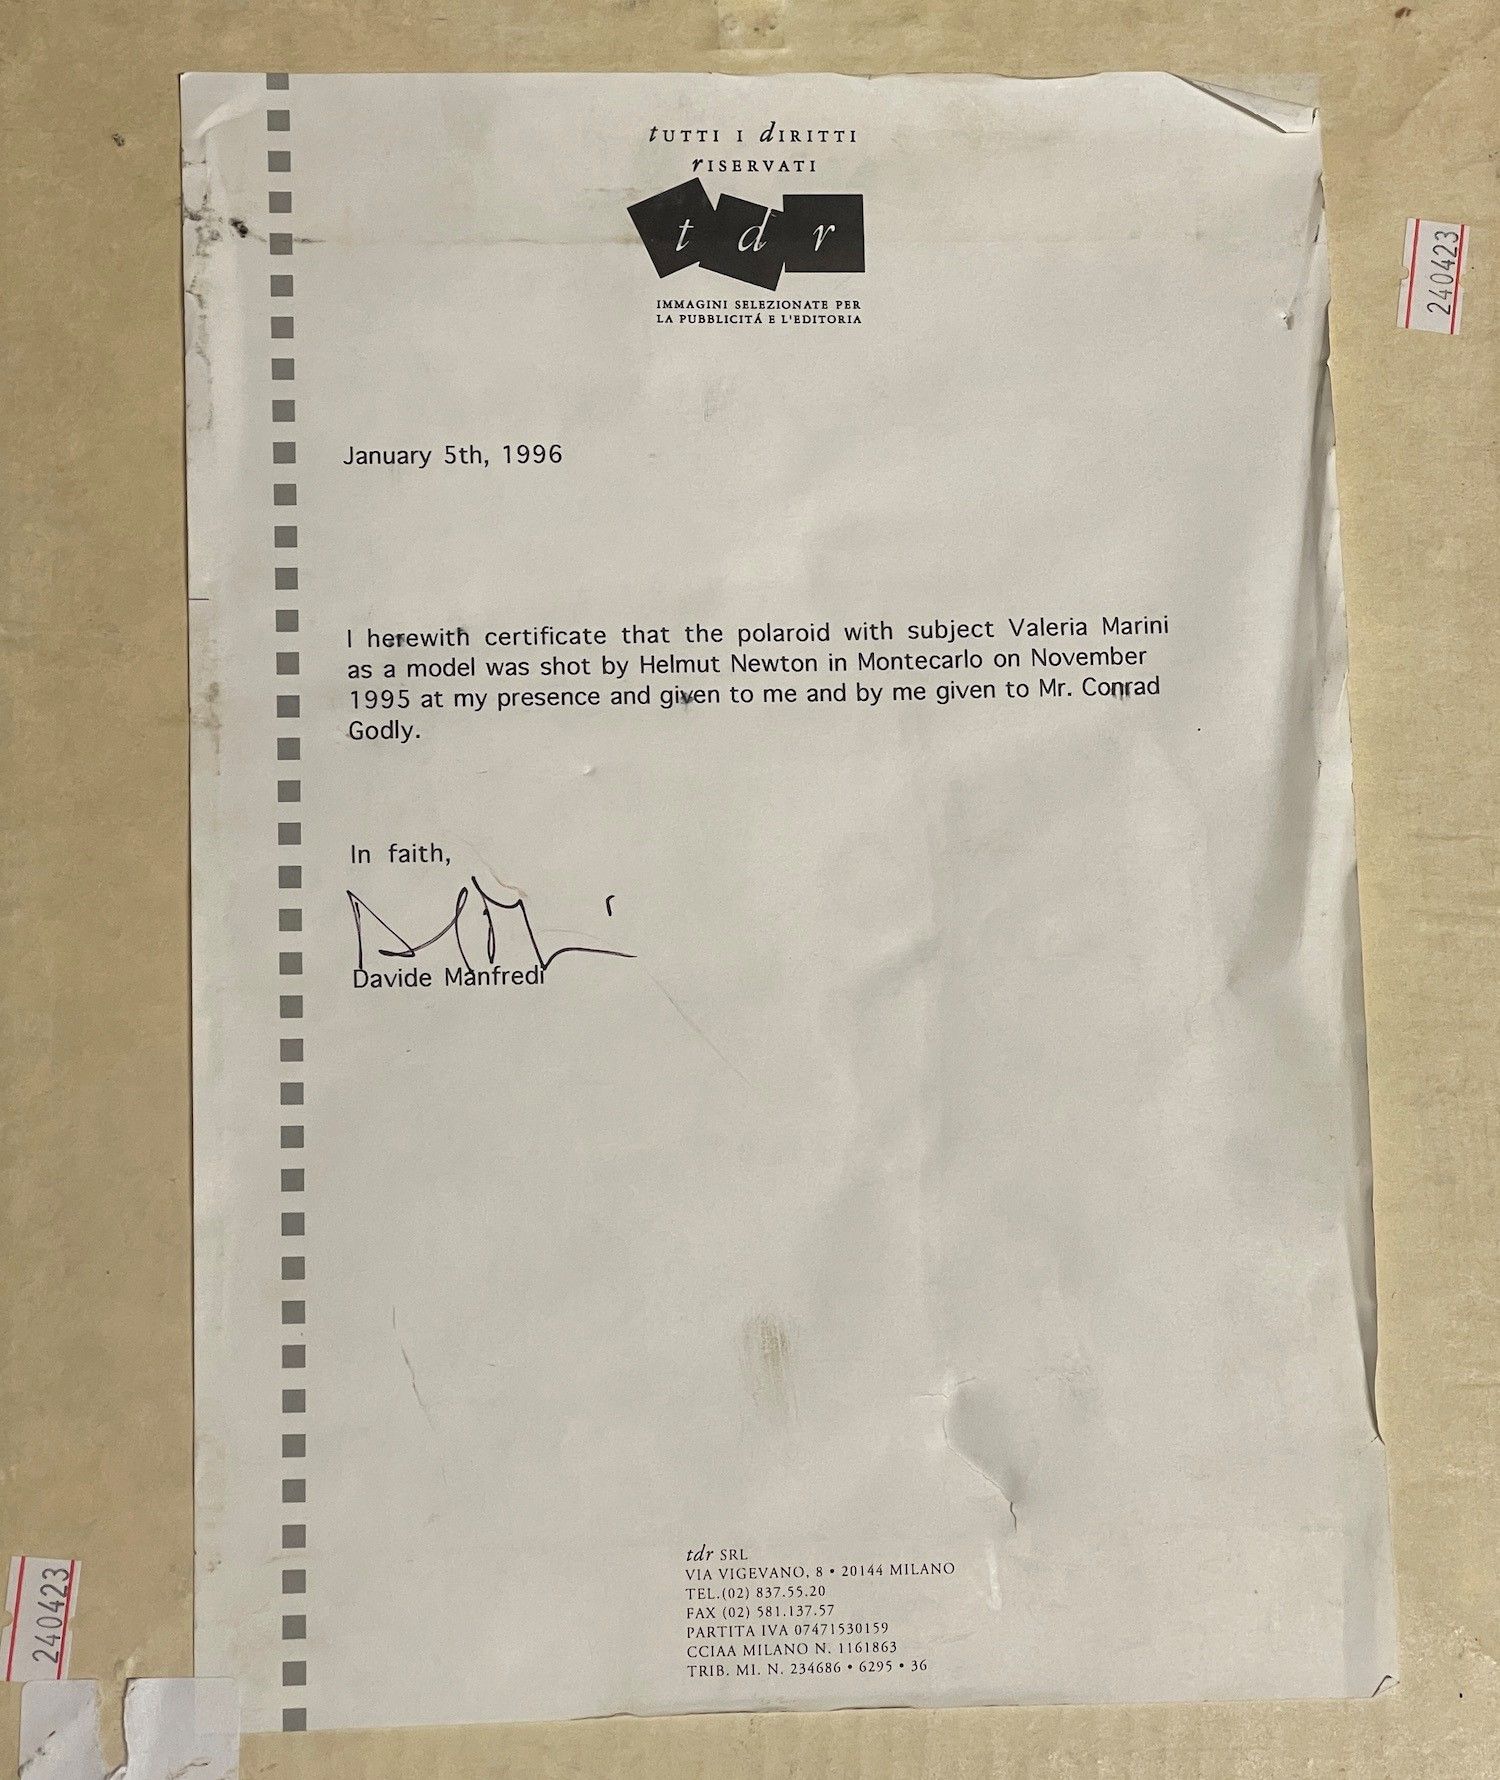 tUTTI I dIRITTI
rISERVATI
t d r
IMMAGINI SELEZIONATE PER
LA PUBBLICITÁ E L'EDITORIA
240423
January 5th, 1996
I herewith certificate that the polaroid with subject Valeria Marini
as a model was shot by Helmut Newton in Montecarlo on November
1995 at my presence and given to me and by me given to Mr. Conrad
Godly.
In faith,
Davide Manfredi
tdr SRL
VIA VIGEVANO, 8 • 20144 MILANO
TEL.(02) 837.55.20
FAX (02) 581.137.57
PARTITA IVA 07471530159
CCIAA MILANO N. 1161863
TRIB. MI. N. 234686 • 6295 • 36
240423